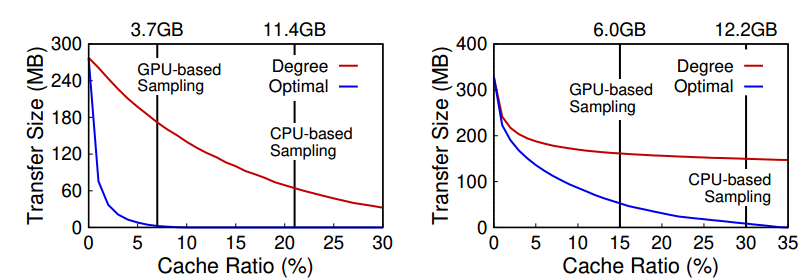 3.7GB 11.4GB
300
240
180
120
60
0
Transfer Size (MB)
GPU-based
Sampling
Degree
Optimal
CPU-based
Sampling
0 5 10 15 20 25 30
Cache Ratio (%)
6.0GB 12.2GB
400
300
200
100
0
Transfer Size (MB)
GPU-based
Sampling
Degree
Optimal
CPU-based
Sampling
0 5 10 15 20 25 30 35
Cache Ratio (%)